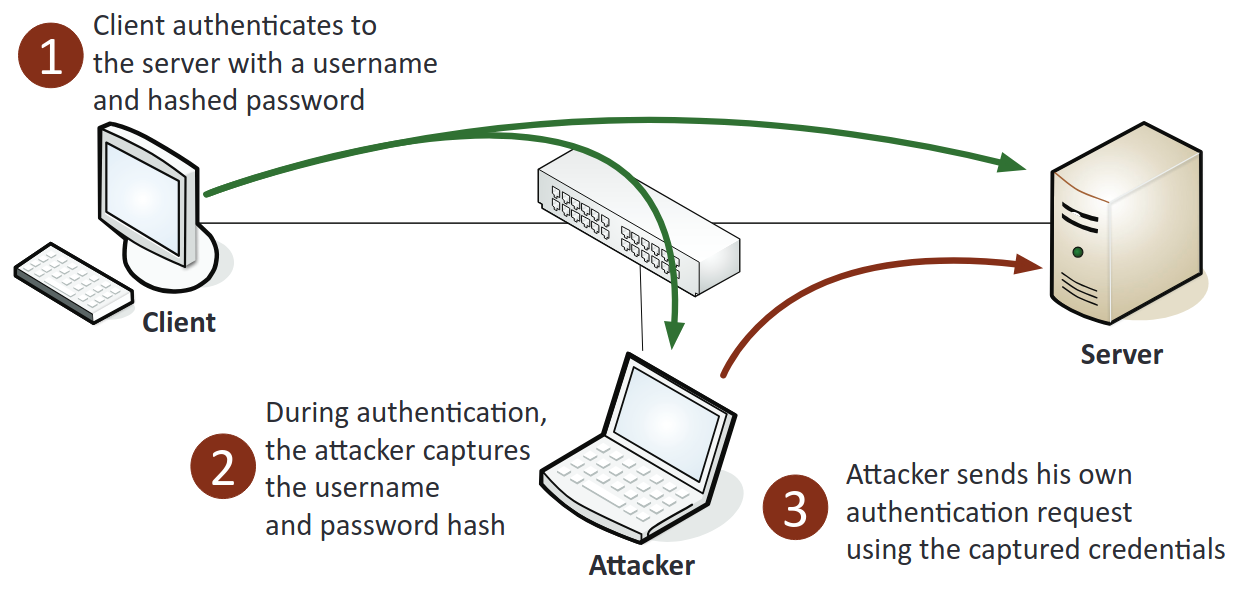 1
Client authenticates to
the server with a username
and hashed password
Client
Server
2
During authentication,
the attacker captures
the username
and password hash
Attacker
3
Attacker sends his own
authentication request
using the captured credentials